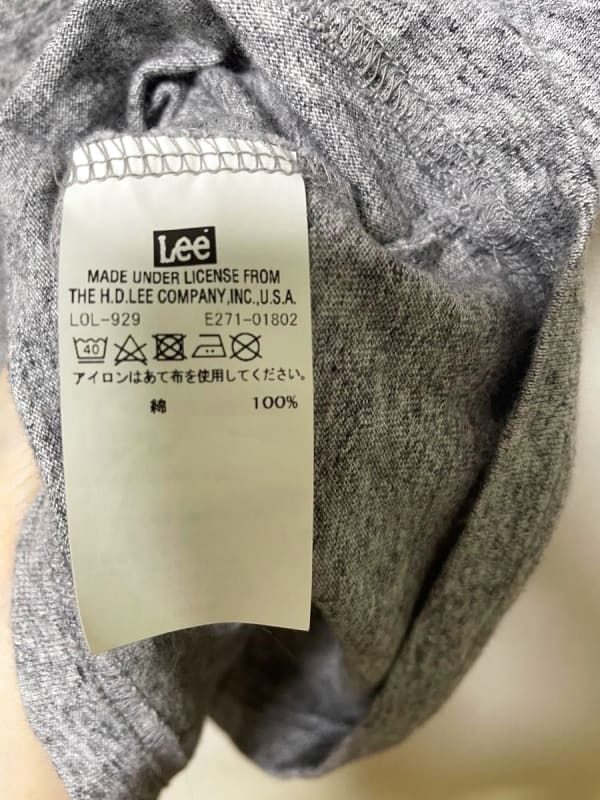 Lee
MADE UNDER LICENSE FROM
THE H.D.LEE COMPANY,INC.,U.S.A.
LOL-929 E271-01802
40
アイロンはあて布を使用してください。
綿 100%